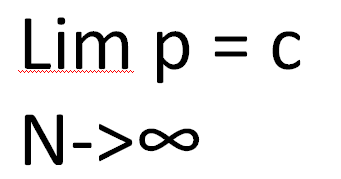 Lim p = c
N->∞